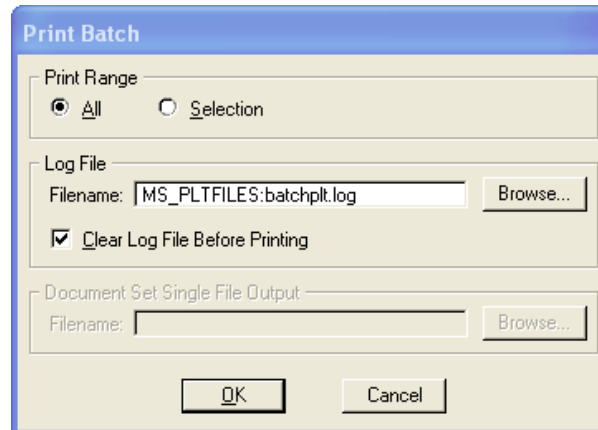 Print Batch
Print Range
All Selection
Log File
Filename: MS_PLTFILES:batchplt.log Browse...
Clear Log File Before Printing
Document Set Single File Output
Filename: Browse...
OK Cancel